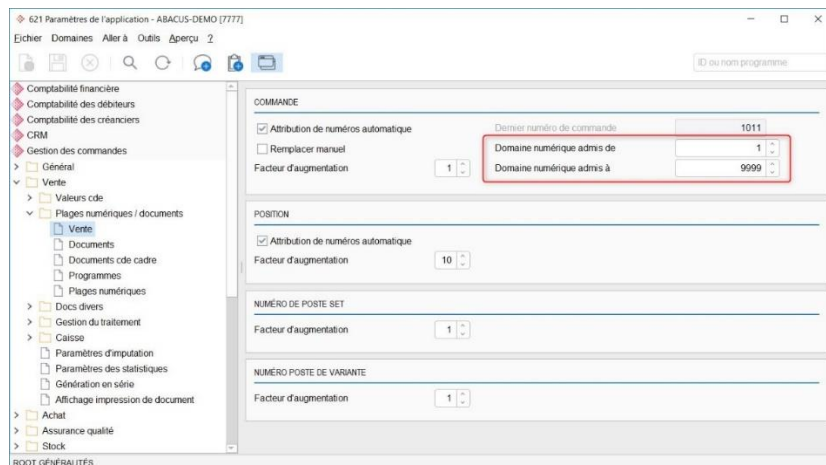 621 Paramètres de l'application - ABACUS-DEMO [7777]
Eichier Domaines Aller à Outils Aperçu ?
ID ou nom programme
Comptabilité financière
Comptabilité des débiteurs
Comptabilité des créanciers
CRM
Gestion des commandes
Général
Vente
Valeurs cde
Plages numériques / documents
Vente
Documents
Documents cde cadre
Programmes
Plages numériques
Docs divers
Gestion du traitement
Caisse
Paramètres d'imputation
Paramètres des statistiques
Génération en série
Affichage impression de document
Achat
Assurance qualité
Stock
COMMANDE
Attribution de numéros automatique
Dernier numéro de commande 1011
Remplacer manuel
Domaine numérique admis de 1
Facteur d'augmentation 1
Domaine numérique admis à 9999
POSITION
Attribution de numéros automatique
Facteur d'augmentation 10
NUMÉRO DE POSTE SET
Facteur d'augmentation 1
NUMÉRO POSTE DE VARIANTE
Facteur d'augmentation 1
ROOT GÉNÉRALITÉS